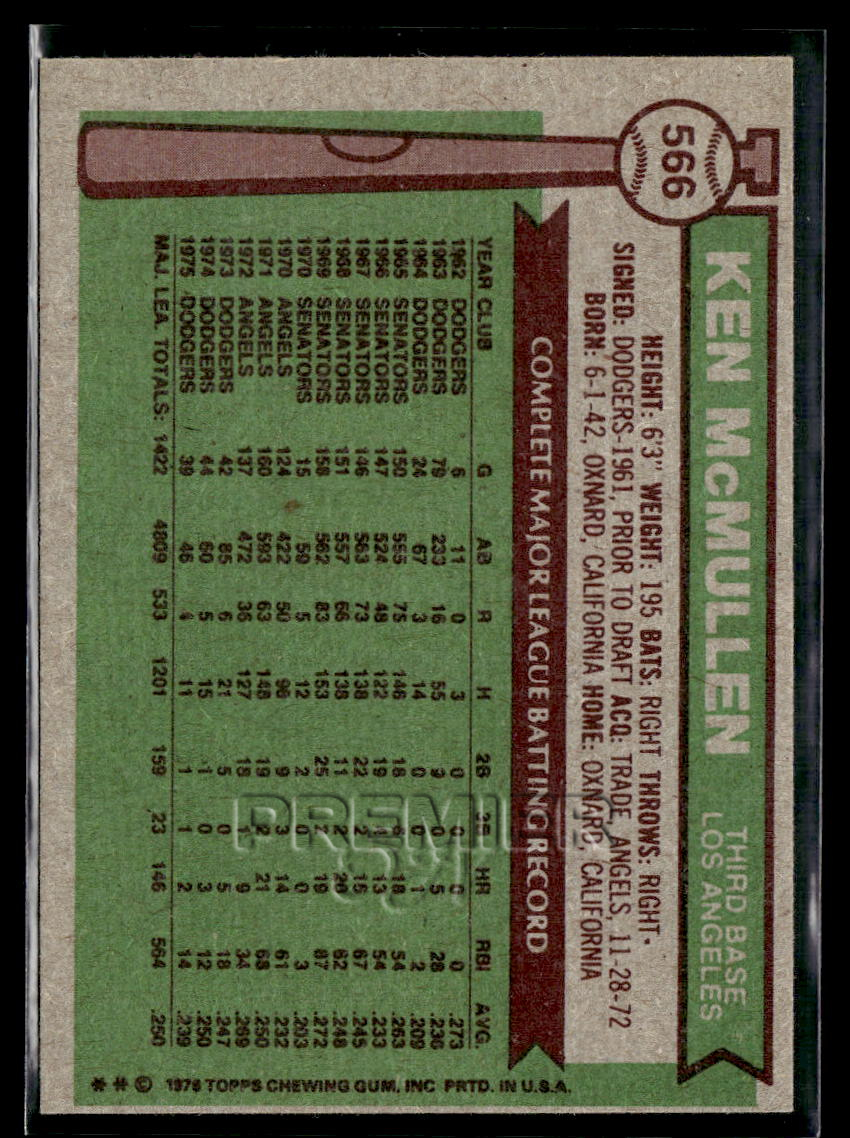 566
KEN McMULLEN
THIRD BASE
LOS ANGELES
HEIGHT: 6'3" WEIGHT: 195 BATS: RIGHT THROWS: RIGHT-
SIGNED: DODGERS-1961, PRIOR TO DRAFT ACQ: TRADE, ANGELS, 11-28-72
BORN: 6-1-42, OXNARD, CALIFORNIA HOME: OXNARD, CALIFORNIA
COMPLETE MAJOR LEAGUE BATTING RECORD
YEAR CLUB G AB R H 2B 3B HR RBI AVG.
1962 DODGERS 6 11 0 3 0 0 0 0 .273
1963 DODGERS 79 233 16 55 9 0 5 28 .236
1964 DODGERS 24 67 3 14 0 0 1 2 .209
1965 SENATORS 150 555 75 146 18 6 18 54 .263
1966 SENATORS 147 524 48 122 19 4 13 54 .233
1967 SENATORS 146 563 73 138 22 2 16 67 .245
1968 SENATORS 151 557 66 138 11 2 20 62 .248
1969 SENATORS 158 562 83 153 25 2 19 87 .272
1970 SENATORS 15 59 5 12 2 0 0 3 .203
1970 ANGELS 124 422 50 98 9 3 14 61 .232
1971 ANGELS 160 593 63 148 19 2 21 68 .250
1972 ANGELS 137 472 36 127 18 1 9 34 .269
1973 DODGERS 42 85 6 21 5 0 5 18 .247
1974 DODGERS 44 60 5 15 1 0 3 12 .250
1975 DODGERS 39 46 4 11 1 1 2 14 .239
MAJ. LEA. TOTALS: 1422 4809 533 1201 159 23 146 564 .250
** © 1976 TOPPS CHEWING GUM, INC PRTD. IN U.S.A.
PREMIER